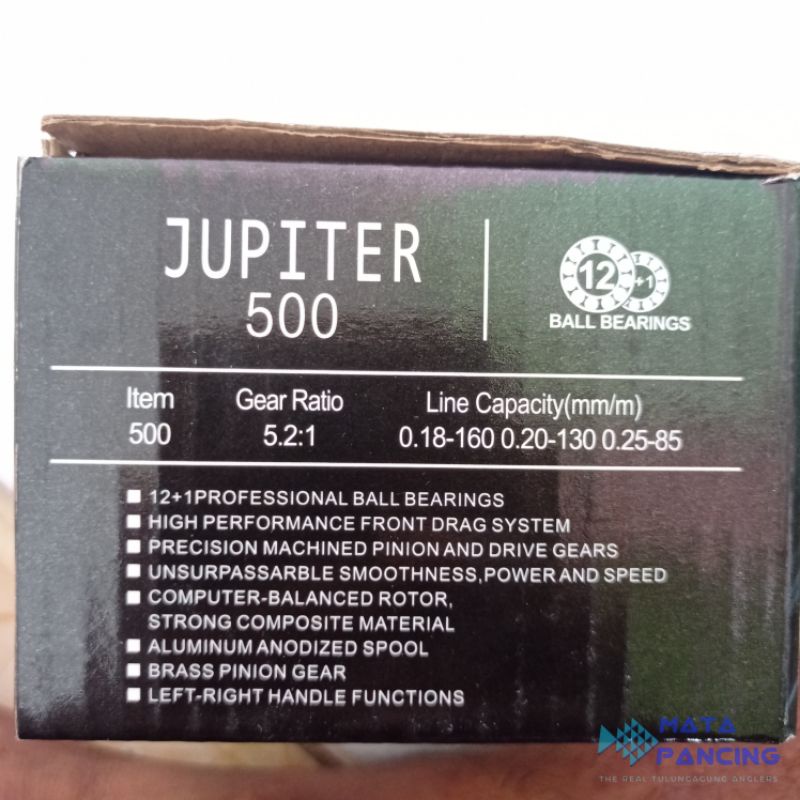 JUPITER
500
12 +1
BALL BEARINGS
Item Gear Ratio Line Capacity(mm/m)
500 5.2:1 0.18-160 0.20-130 0.25-85
12+1PROFESSIONAL BALL BEARINGS
HIGH PERFORMANCE FRONT DRAG SYSTEM
PRECISION MACHINED PINION AND DRIVE GEARS
UNSURPASSARBLE SMOOTHNESS,POWER AND SPEED
COMPUTER-BALANCED ROTOR,
STRONG COMPOSITE MATERIAL
ALUMINUM ANODIZED SPOOL
BRASS PINION GEAR
LEFT-RIGHT HANDLE FUNCTIONS
MATA
PANCING
THE REAL TULUNGAGUNG ANGLERS